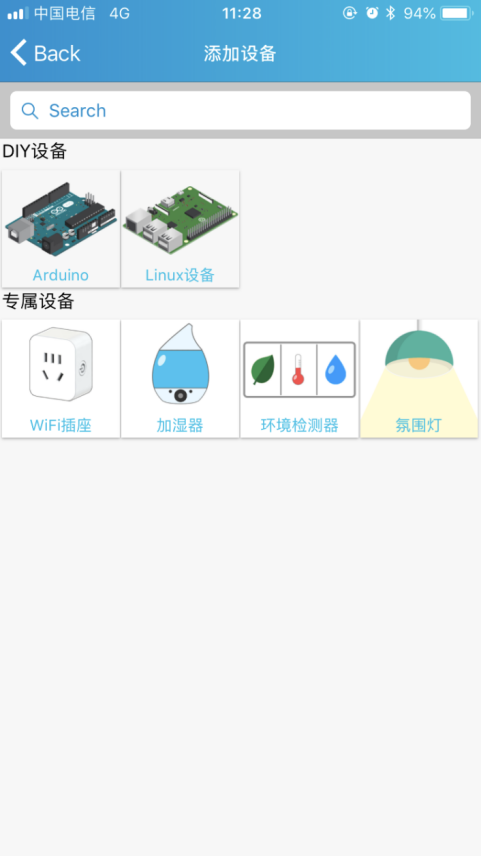 中国电信 4G 11:28 94%
Back 添加设备
Search
DIY设备
Arduino Linux设备
专属设备
WiFi插座 加湿器 环境检测器 氛围灯